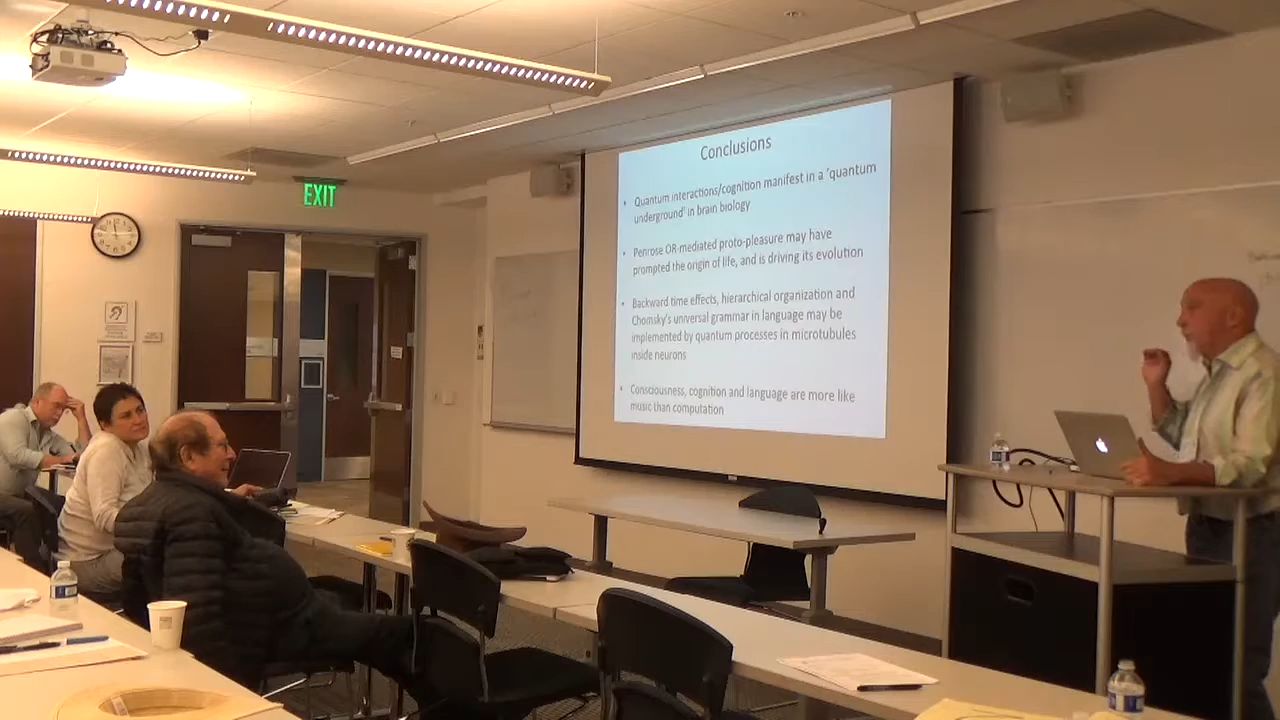 EXIT
Conclusions
• Quantum interactions/cognition manifest in a 'quantum
underground' in brain biology
• Penrose OR-mediated proto-pleasure may have
prompted the origin of life, and is driving its evolution
• Backward time effects, hierarchical organization and
Chomsky's universal grammar in language may be
implemented by quantum processes in microtubules
inside neurons
• Consciousness, cognition and language are more like
music than computation